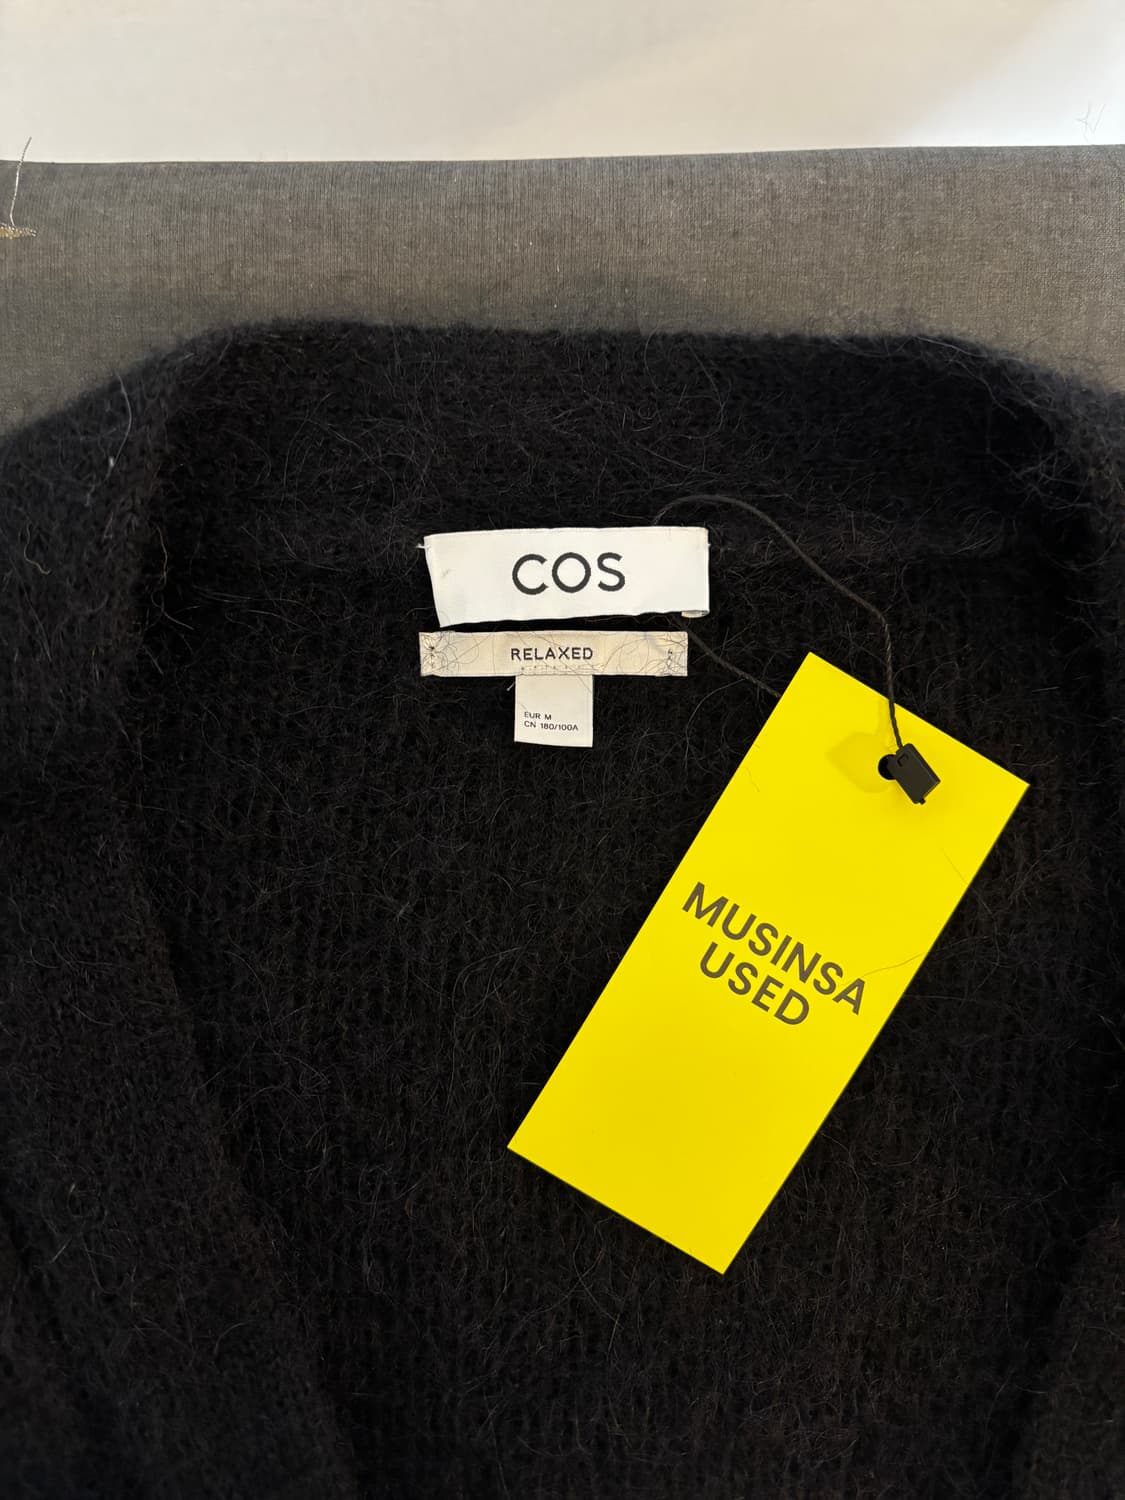 COS
RELAXED
EUR M
CN 180/100A
MUSINSA
USED